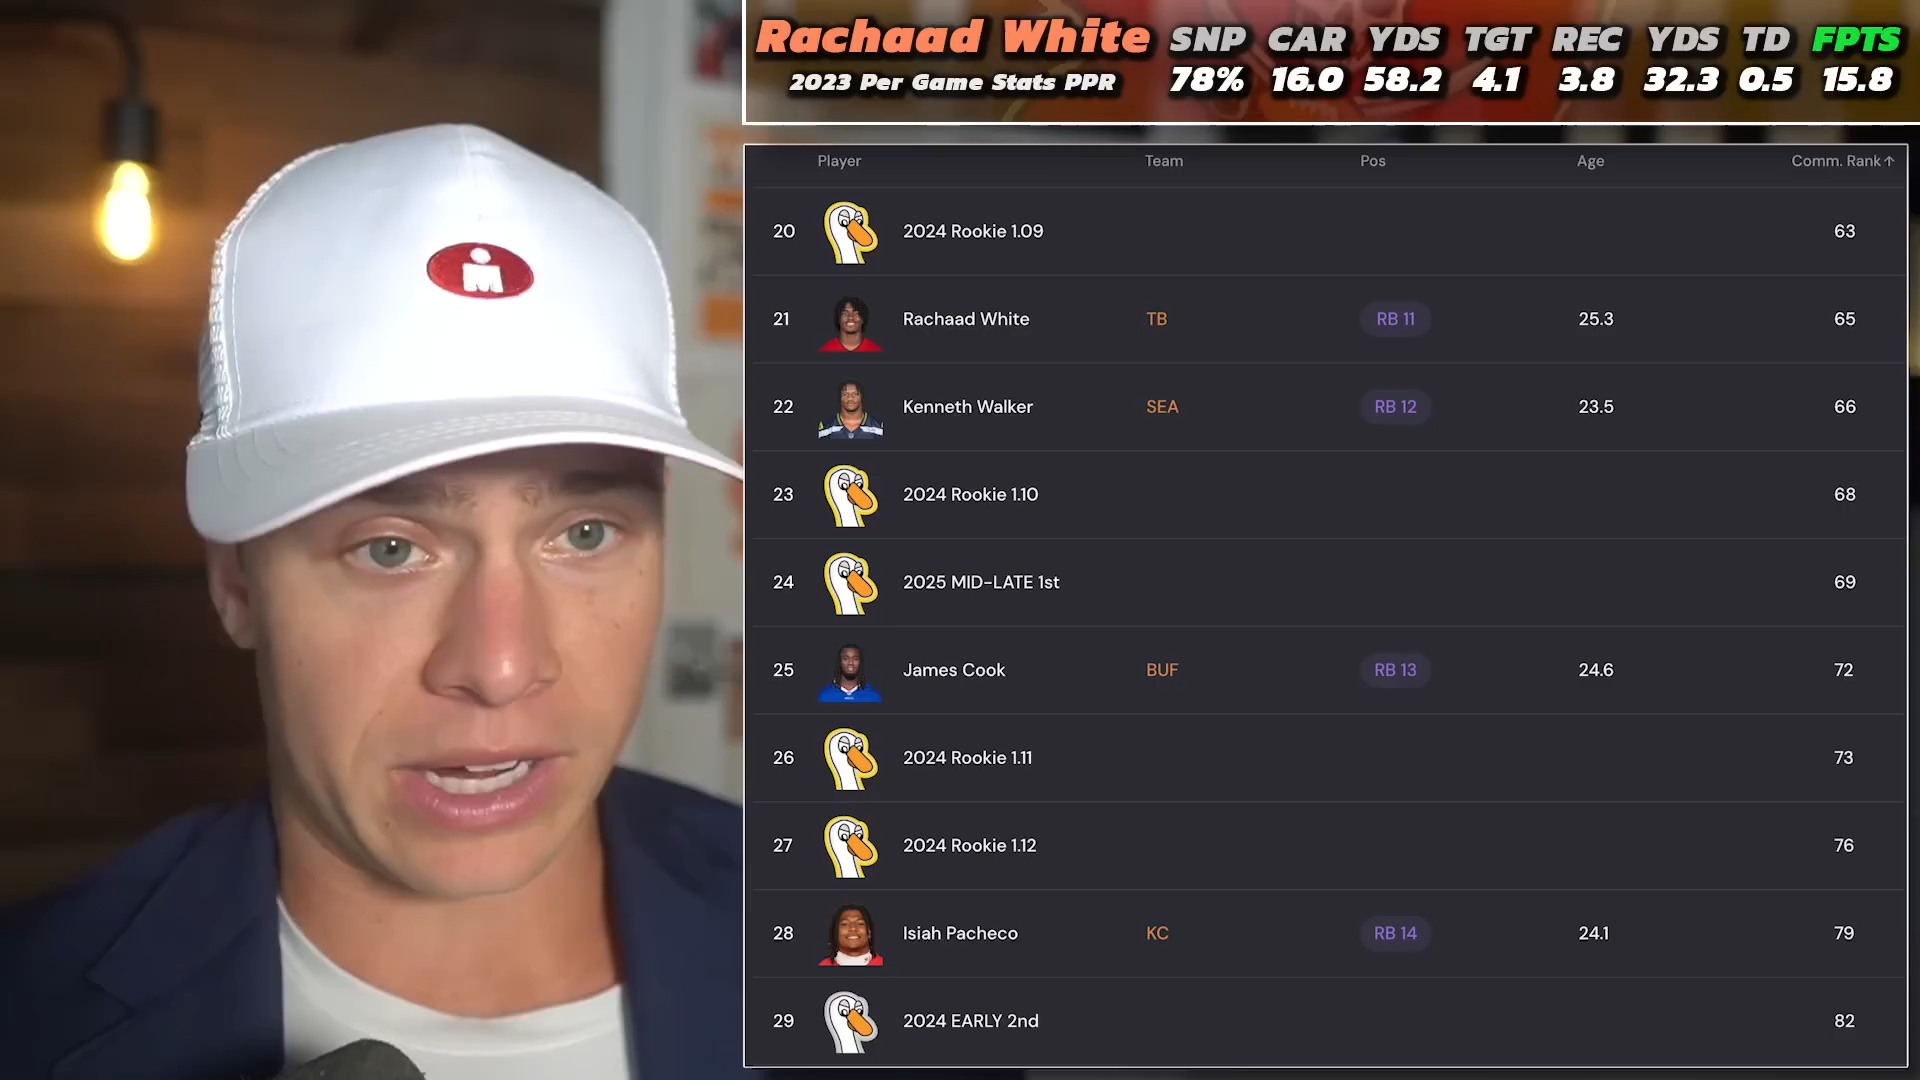 Rachaad White SNP CAR YDS TGT REC YDS TD FPTS
2023 Per Game Stats PPR 78% 16.0 58.2 4.1 3.8 32.3 0.5 15.8
Player Team Pos Age Comm. Rank↑
20 2024 Rookie 1.09 63
21 Rachaad White TB RB 11 25.3 65
22 Kenneth Walker SEA RB 12 23.5 66
23 2024 Rookie 1.10 68
24 2025 MID-LATE 1st 69
25 James Cook BUF RB 13 24.6 72
26 2024 Rookie 1.11 73
27 2024 Rookie 1.12 76
28 Isiah Pacheco KC RB 14 24.1 79
29 2024 EARLY 2nd 82